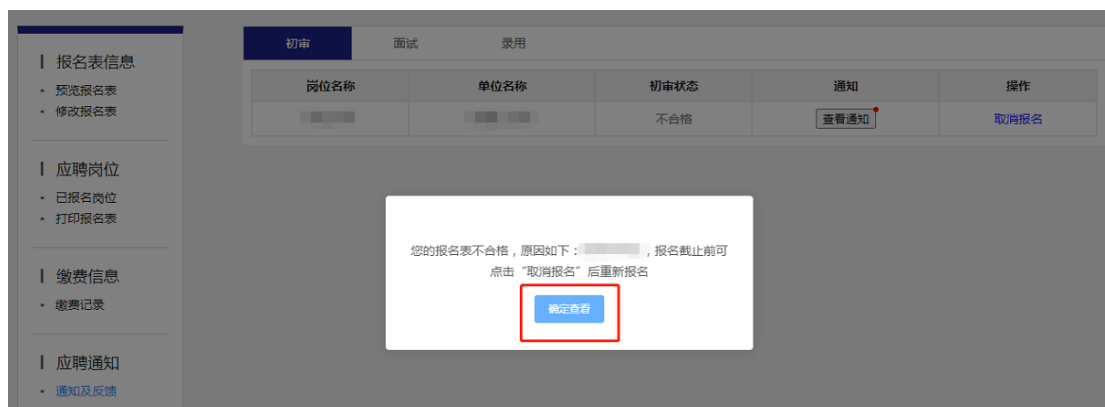 报名表信息
· 预览报名表
· 修改报名表
应聘岗位
· 已报名岗位
· 打印报名表
缴费信息
· 缴费记录
应聘通知
· 通知及反馈
初审 面试 录用
岗位名称 单位名称 初审状态 通知 操作
不合格 查看通知 取消报名
您的报名表不合格，原因如下： ，报名截止前可
点击“取消报名”后重新报名
确定查看